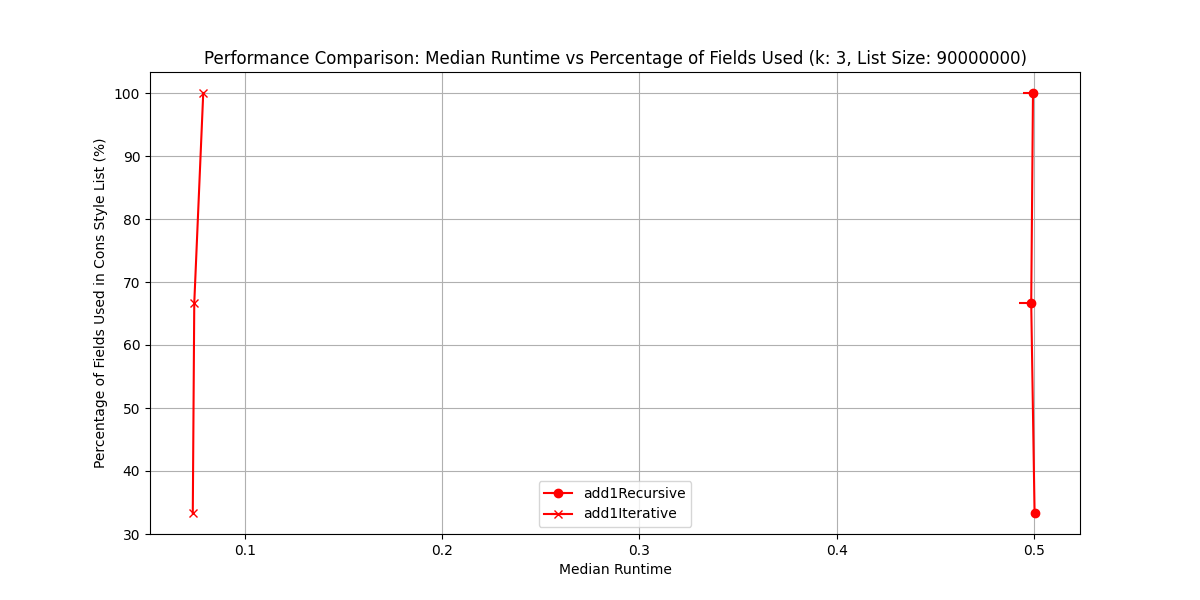 Performance Comparison: Median Runtime vs Percentage of Fields Used (k: 3, List Size: 90000000)
Percentage of Fields Used in Cons Style List (%)
100
90
80
70
60
50
40
30
add1Recursive
add1Iterative
0.1 0.2 0.3 0.4 0.5
Median Runtime